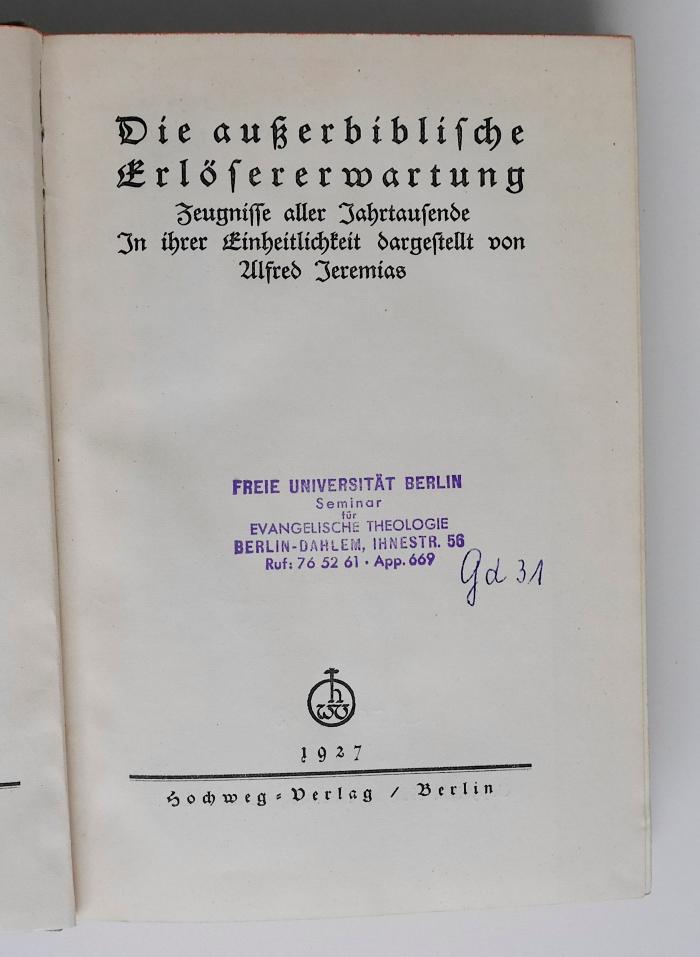 Die außerbibliſche
Erlöſererwartung
Zeugniſſe aller Jahrtauſende
In ihrer Einheitlichkeit dargeſtellt von
Alfred Jeremias
FREIE UNIVERSITÄT BERLIN
Seminar
für
EVANGELISCHE THEOLOGIE
BERLIN-DAHLEM, IHNESTR. 56
Ruf: 76 52 61 · App. 669
Gd 31
h
WV
1927
Hochweg-Verlag / Berlin